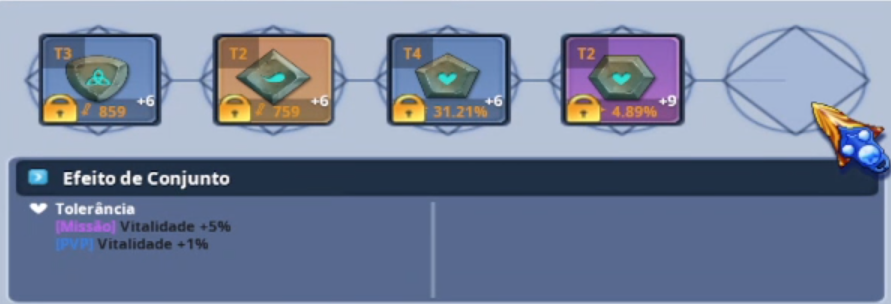 T3
859
+6
T2
759
+6
T4
31.21%
+6
T2
4.89%
+9
Efeito de Conjunto
Tolerância
[Missão] Vitalidade +5%
[PVP] Vitalidade +1%